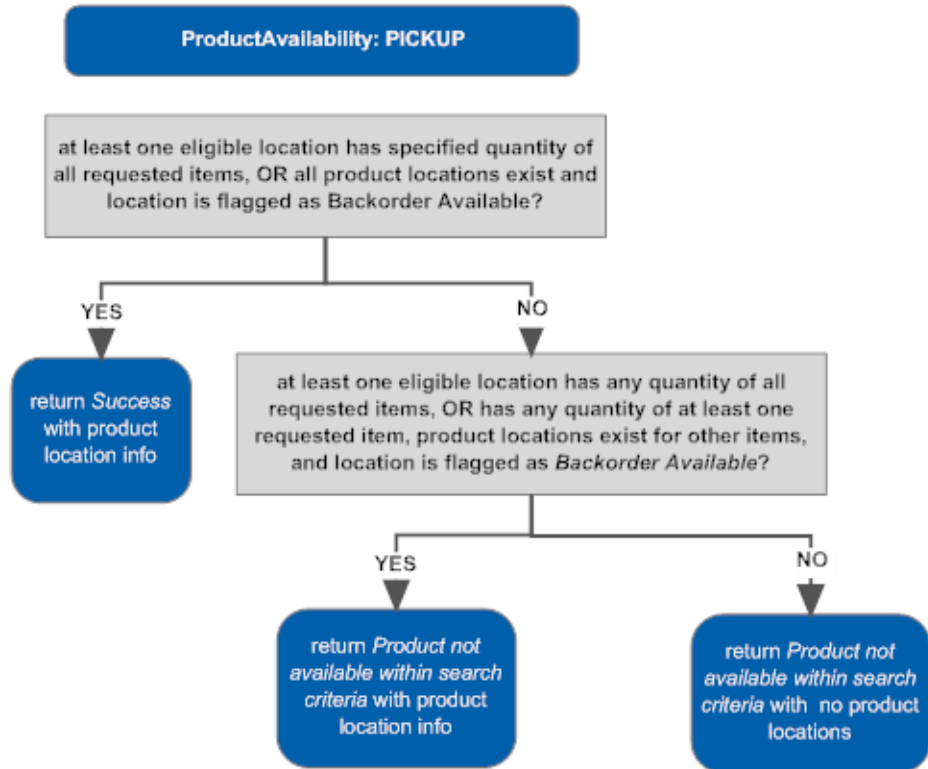 ProductAvailability: PICKUP
at least one eligible location has specified quantity of
all requested items, OR all product locations exist and
location is flagged as Backorder Available?
YES
NO
return Success
with product
location info
at least one eligible location has any quantity of all
requested items, OR has any quantity of at least one
requested item, product locations exist for other items,
and location is flagged as Backorder Available?
YES
NO
return Product not
available within search
criteria with product
location info
return Product not
available within search
criteria with no product
locations